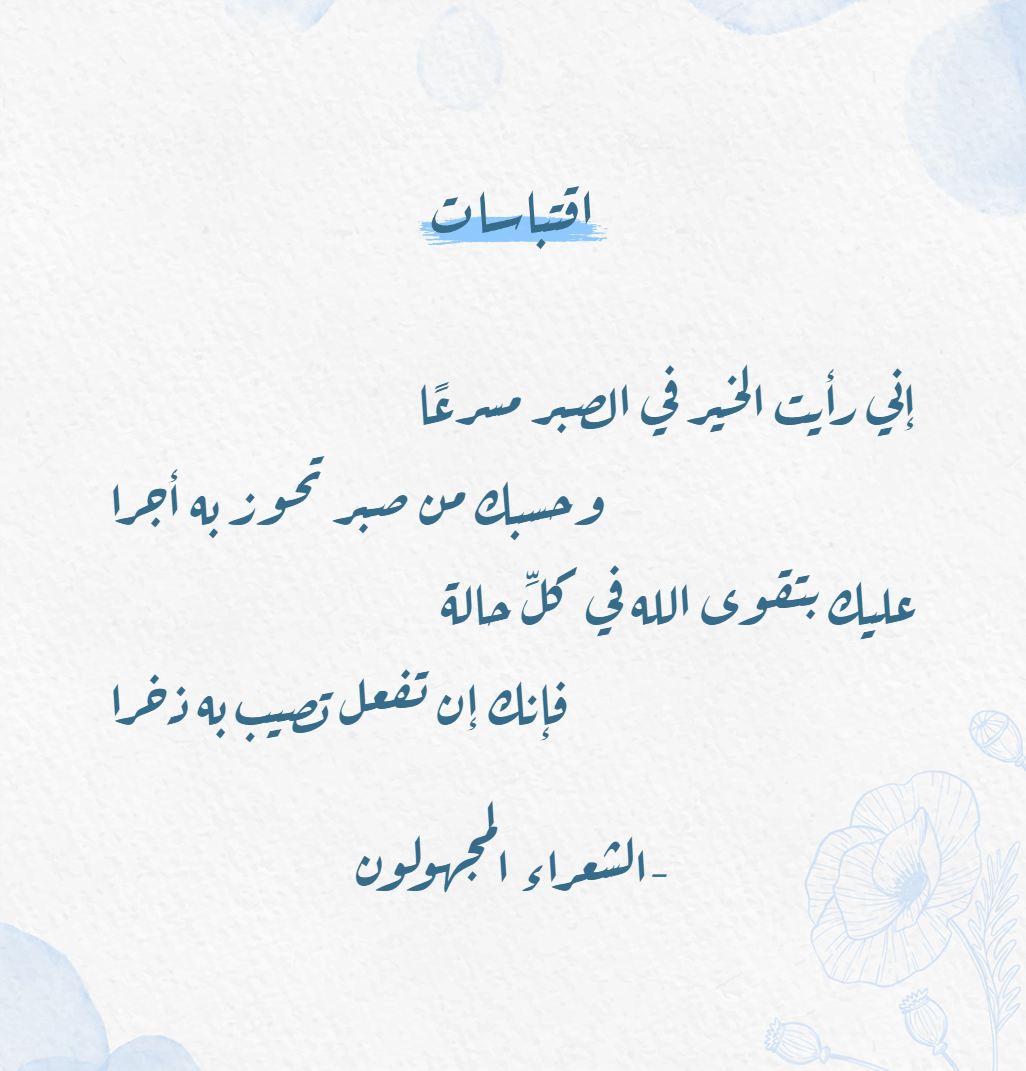 اقتباسات
إني رأيت الخير في الصبر مسرعًا
و حسبك من صبر تحوز به أجرا
عليك بتقوى الله في كلِّ حالة
فإنك إن تفعل تصيب به ذخرا
-الشعراء المجهولون